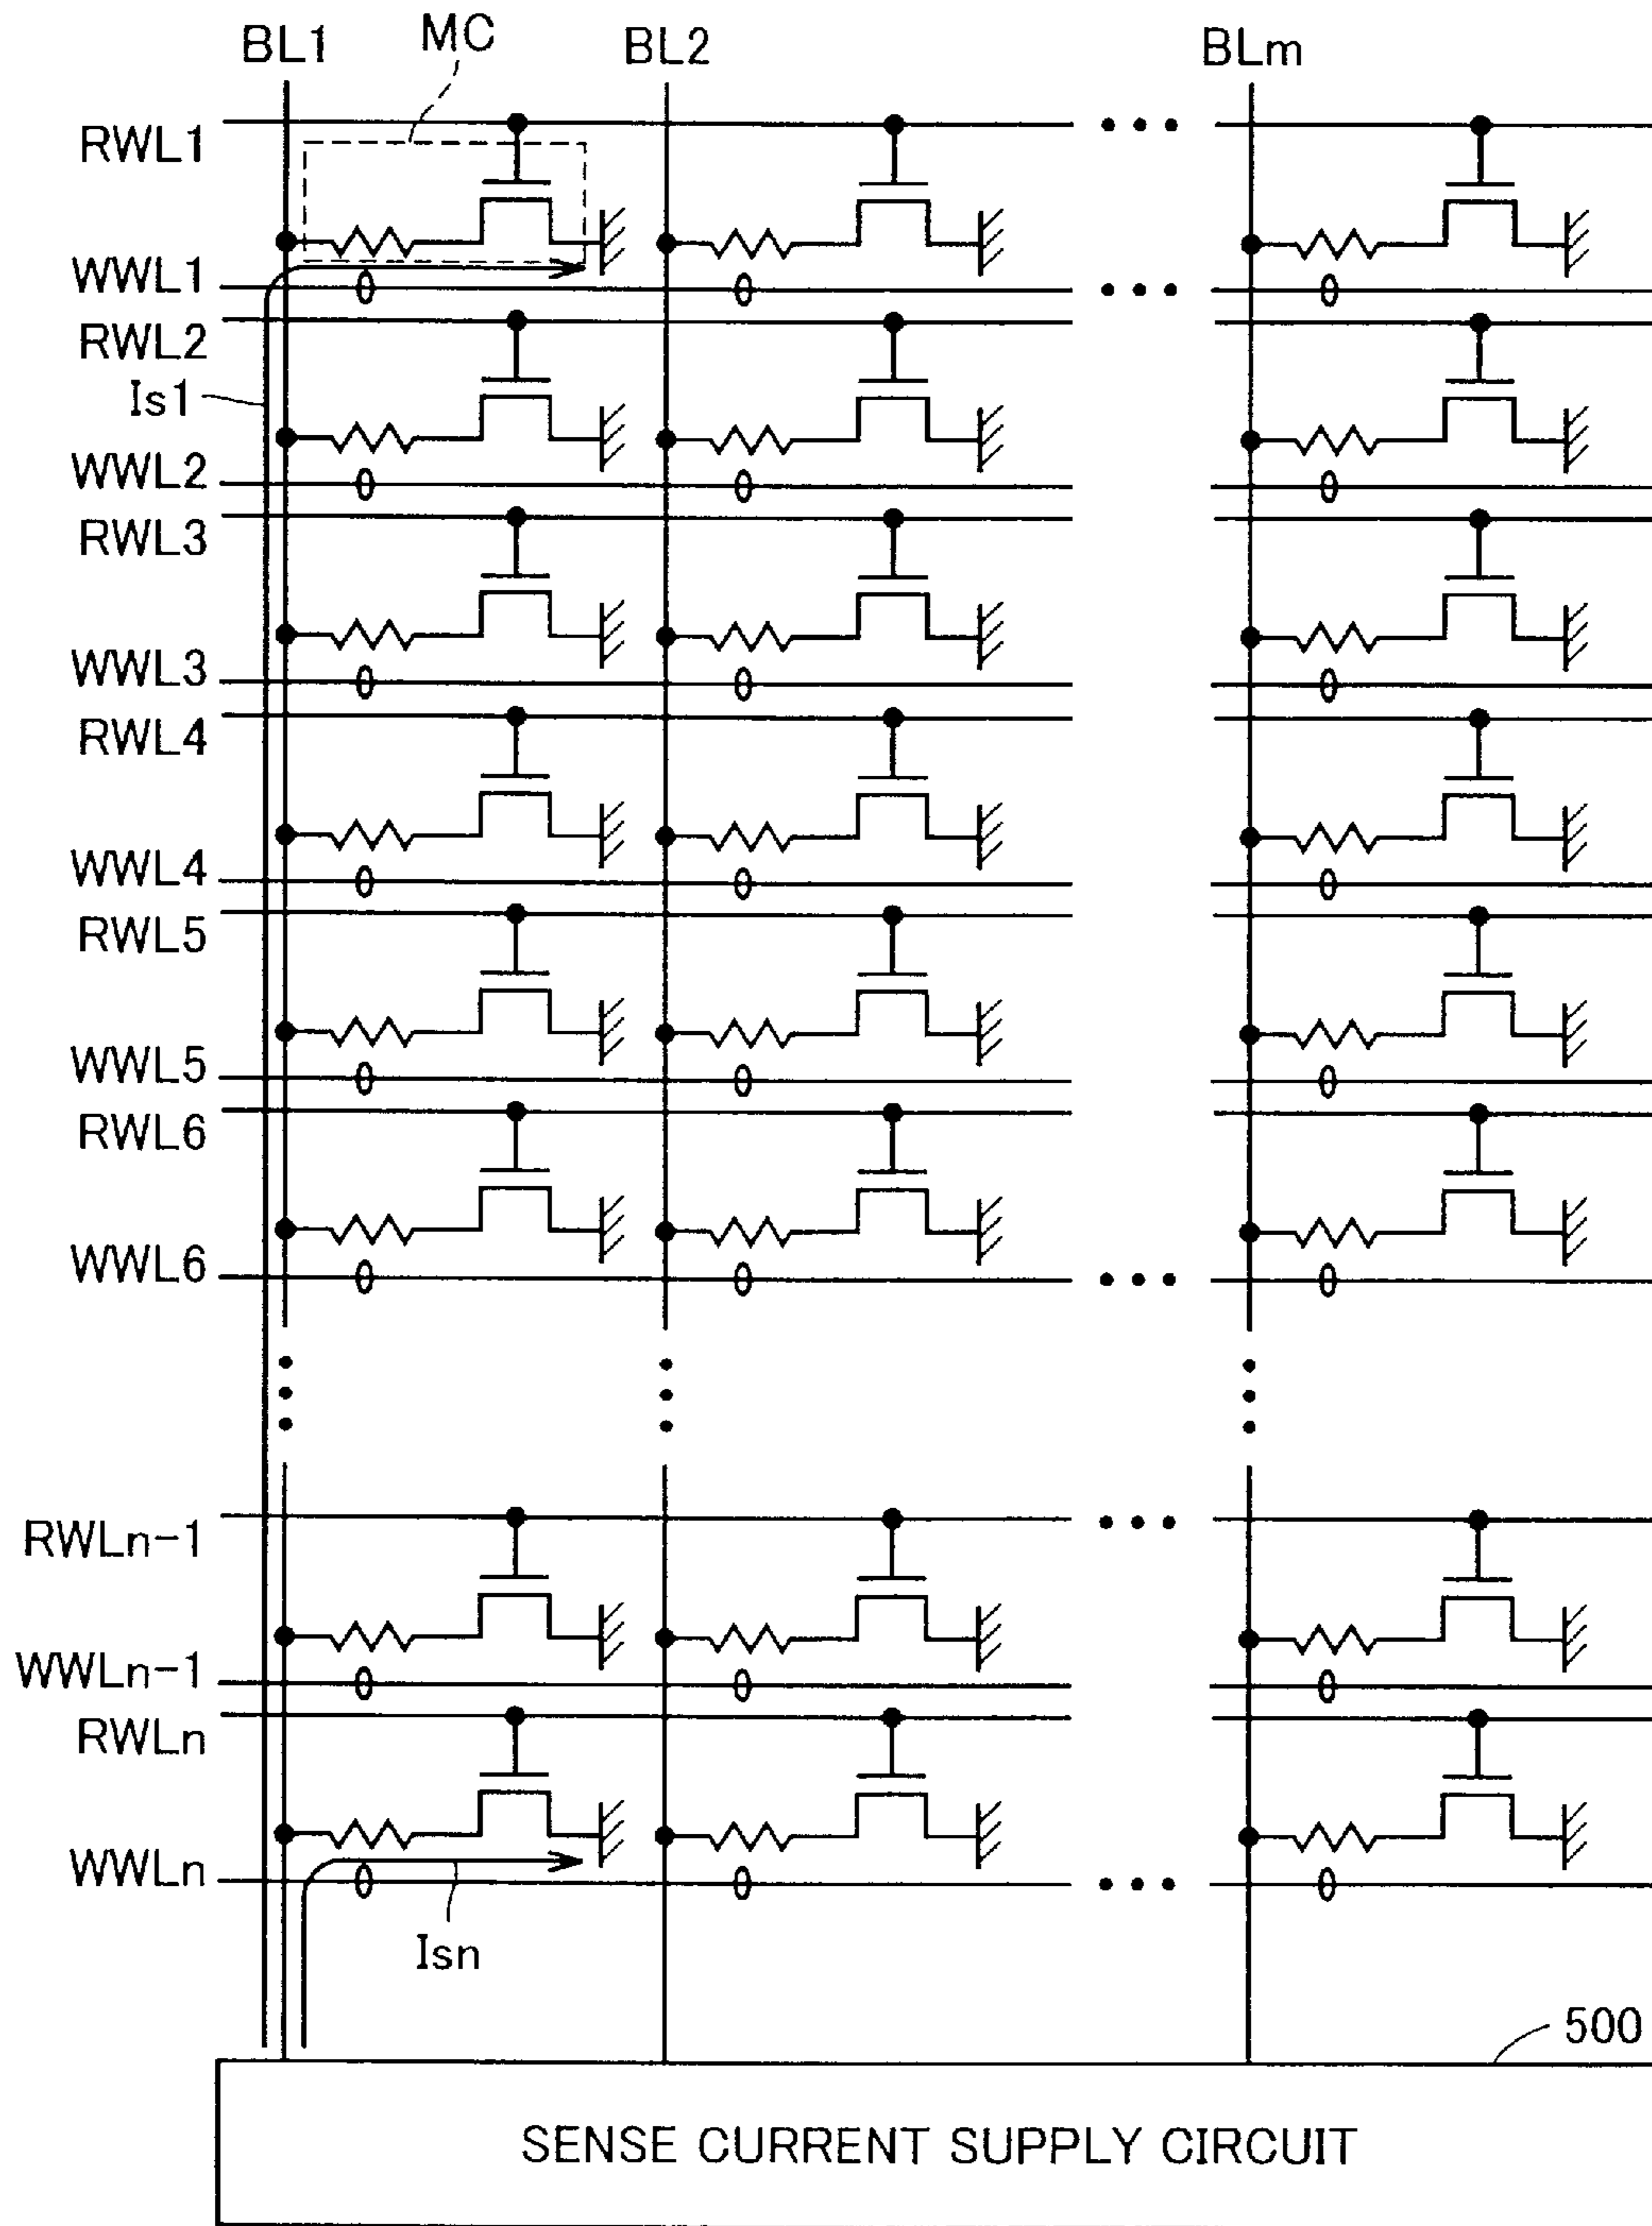 BL1 MC BL2 BLm
RWL1
WWL1
RWL2
Is1
WWL2
RWL3
WWL3
RWL4
WWL4
RWL5
WWL5
RWL6
WWL6
RWLn-1
WWLn-1
RWLn
WWLn
Isn
500
SENSE CURRENT SUPPLY CIRCUIT